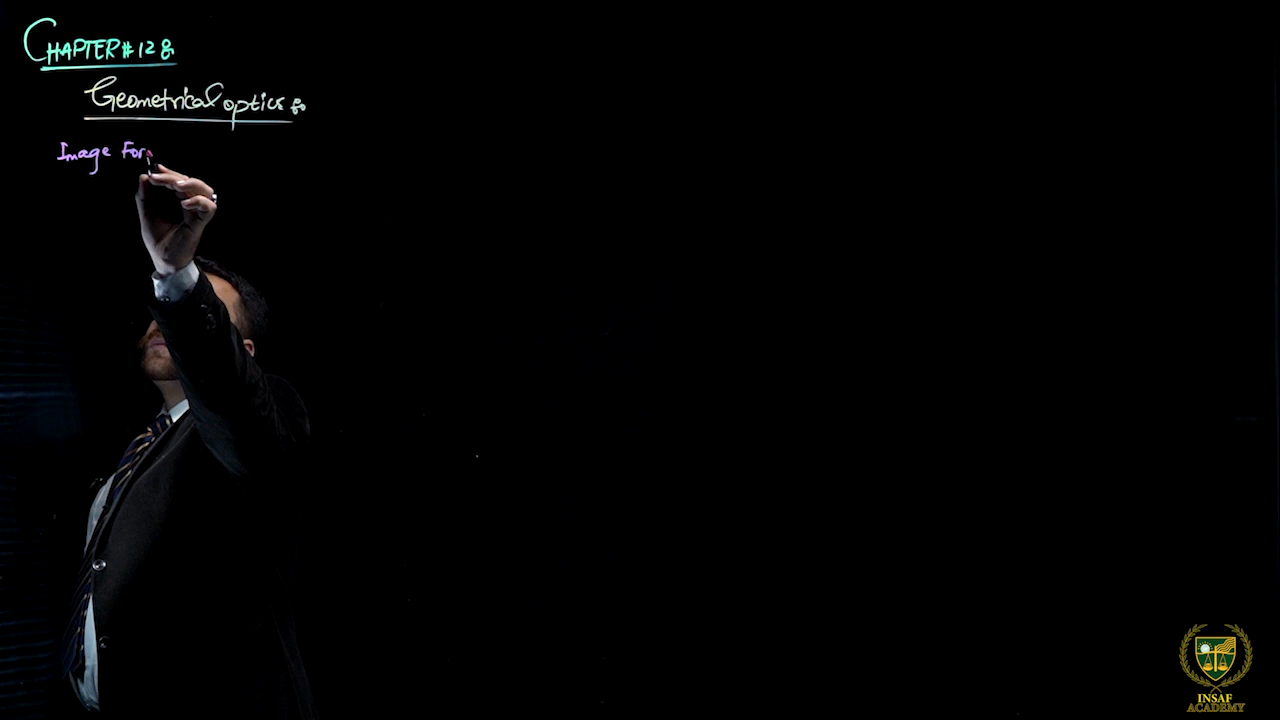 CHAPTER # 12 :
Geometrical optics :
Image For
INSAF
ACADEMY